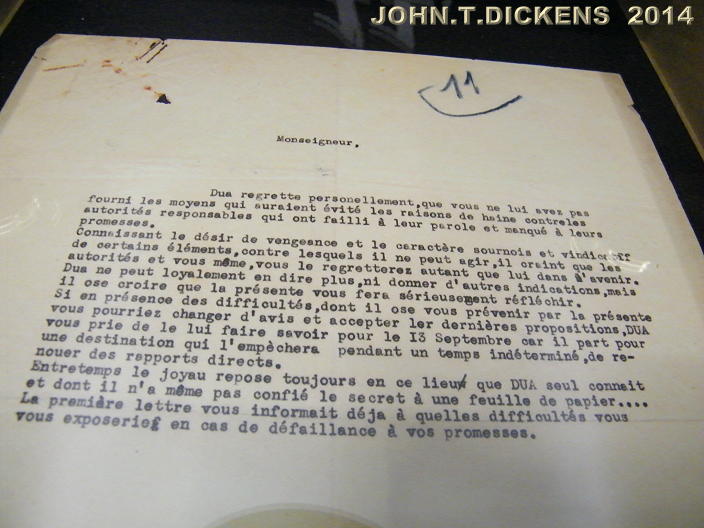 JOHN.T.DICKENS 2014
11
Monseigneur.
Dua regrette personellement,que vous ne lui avez pas
fourni les moyens qui auraient évité les raisons de haine contreles
autorités responsables qui ont failli à leur parole et manqué à leurs
promesses.
Connaissant le désir de vengeance et le caractère sournois et vindicatif
de certains éléments,contre lesquels il ne peut agir,il craint que les
autorités et vous même,vous le regretterez autant que lui dans l'avenir.
Dua ne peut loyalement en dire plus,ni donner d'autres indications,mais
il ose croire que la présente vous fera sérieusement réfléchir.
Si en présence des difficultés,dont il ose vous prévenir par la présente
vous pourriez changer d'avis et accepter ler dernières propositions,DUA
vous prie de le lui faire savoir pour le I3 Septembre car il part pour
une destination qui l'empèchera pendant un temps indéterminé,de re-
nouer des rapports directs.
Entretemps le joyau repose toujours en ce lieu que DUA seul connait
et dont il n'a même pas confié le secret à une feuille de papier....
La première lettre vous informait déja à quelles difficultés vous
vous exposeriez en cas de défaillance à vos promesses.